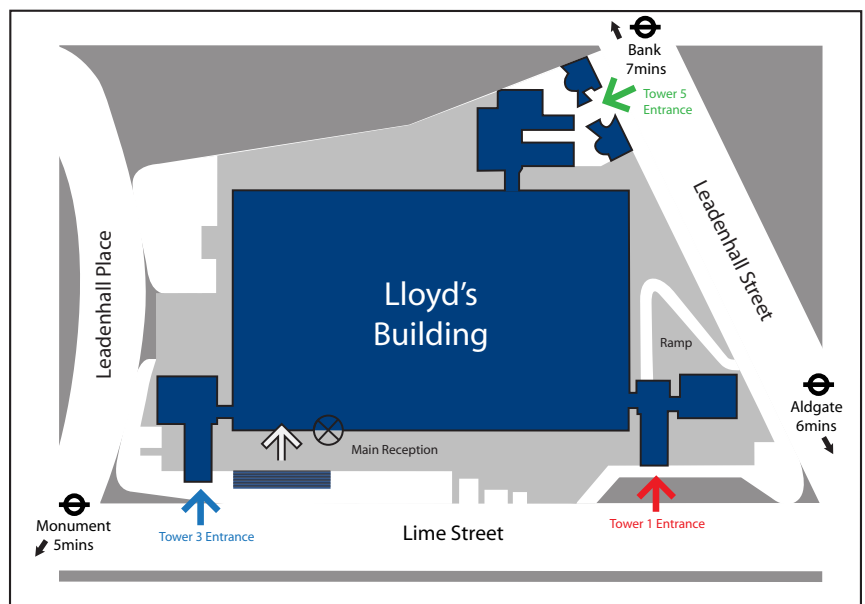 Bank
7mins
Tower 5
Entrance
Leadenhall Place
Leadenhall Street
Lloyd's
Building
Ramp
Aldgate
6mins
Main Reception
Monument
5mins
Tower 3 Entrance
Lime Street
Tower 1 Entrance